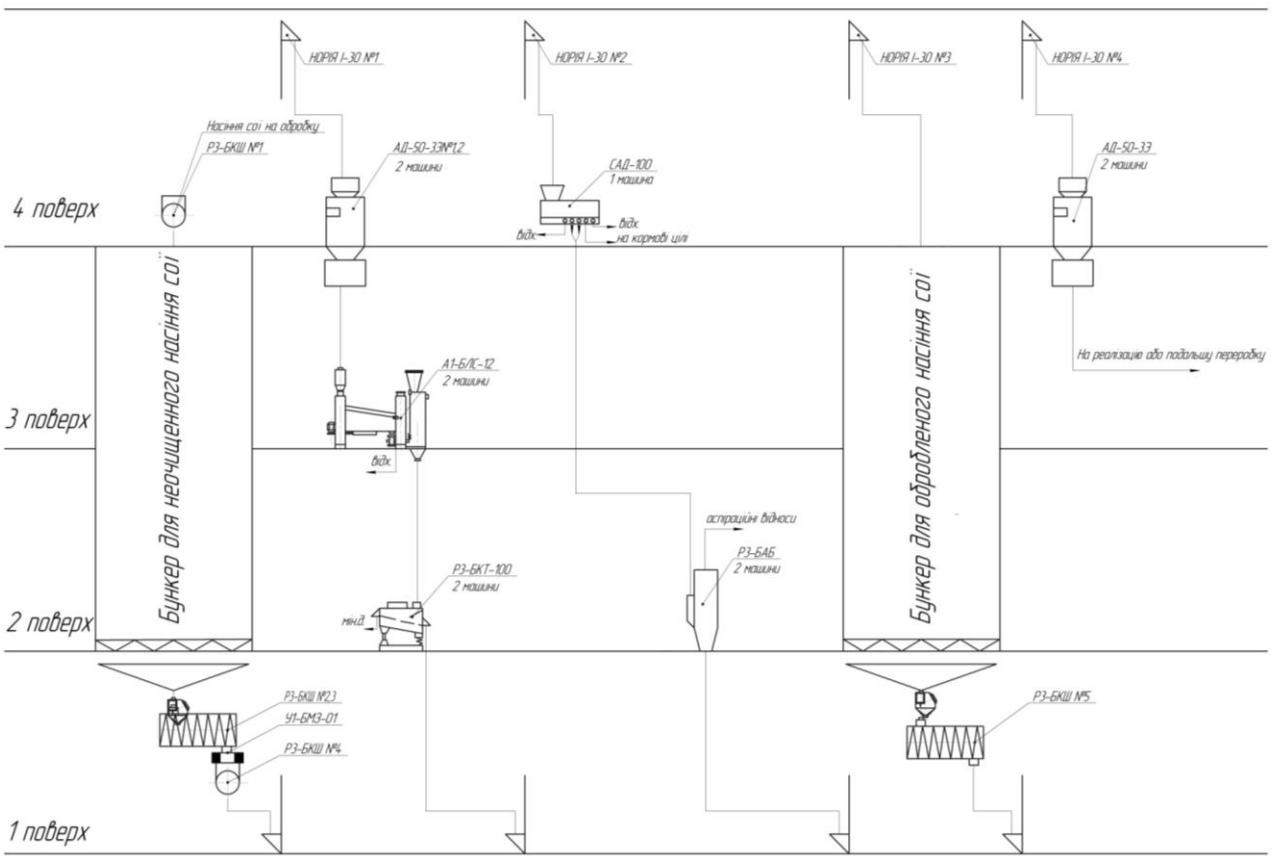 НОРІЯ І-30 №1
НОРІЯ І-30 №2
НОРІЯ І-30 №3
НОРІЯ І-30 №4
Насіння сої на обробку
РЗ-БКШ №1
АД-50-3Э№1,2
2 машини
САД-100
1 машина
АД-50-3Э
2 машини
4 поверх
відх.
відх.
на кормові цілі
Бункер для неочищенного насіння сої
Бункер для обробленого насіння сої
На реалізацію або подальшу переробку
А1-БЛС-12
2 машини
3 поверх
відх.
аспіраційні відноси
РЗ-БАБ
2 машини
РЗ-БКТ-100
2 машини
мін.д.
2 поверх
РЗ-БКШ №2,3
У1-БМЗ-01
РЗ-БКШ №4
РЗ-БКШ №5
1 поверх